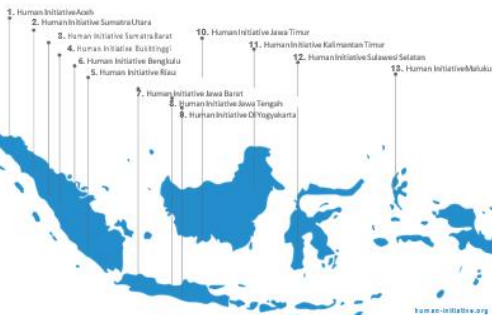 1. Human Initiative Aceh
2. Human Initiative Sumatra Utara
3. Human Initiative Sumatra Barat
4. Human Initiative Bukittinggi
6. Human Initiative Bengkulu
5. Human Initiative Riau
7. Human Initiative Jawa Barat
8. Human Initiative Jawa Tengah
9. Human Initiative DI Yogyakarta
10. Human Initiative Jawa Timur
11. Human Initiative Kalimantan Timur
12. Human Initiative Sulawesi Selatan
13. Human Initiative Maluku
human-initiative.org